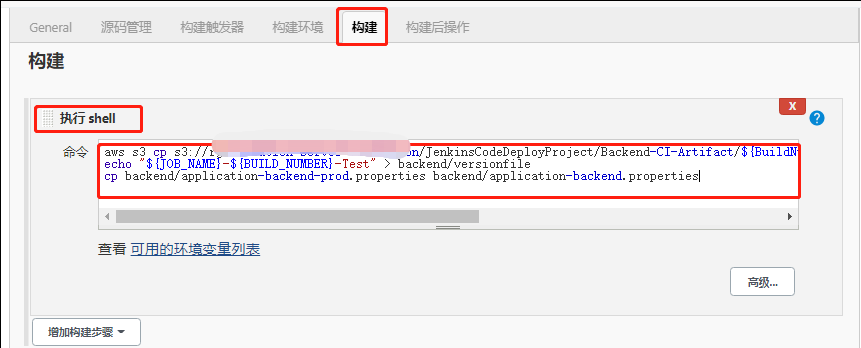 General 源码管理 构建触发器 构建环境 构建 构建后操作
构建
执行 shell
X
命令
aws s3 cp s3:// on/JenkinsCodeDeployProject/Backend-CI-Artifact/${BuildN
echo "${JOB_NAME}-${BUILD_NUMBER}-Test" > backend/versionfile
cp backend/application-backend-prod.properties backend/application-backend.properties
查看 可用的环境变量列表
高级...
增加构建步骤